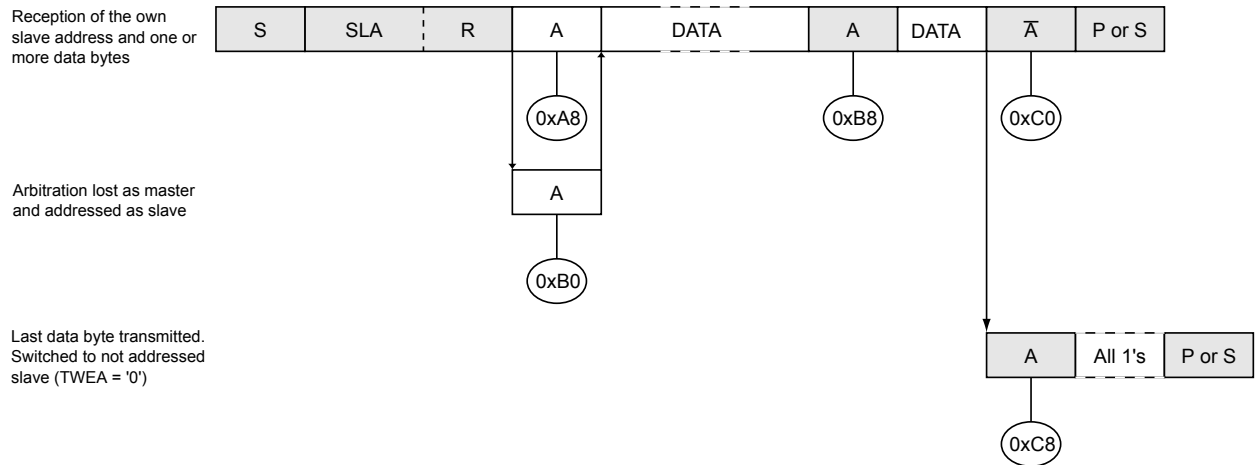 Reception of the own
slave address and one or
more data bytes
S SLA R A DATA A DATA A̅ P or S
0xA8 0xB8 0xC0
Arbitration lost as master
and addressed as slave
A
0xB0
Last data byte transmitted.
Switched to not addressed
slave (TWEA = '0')
A All 1's P or S
0xC8